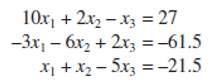 10x₁ + 2x₂ − x₃ = 27
−3x₁ − 6x₂ + 2x₃ = −61.5
x₁ + x₂ − 5x₃ = −21.5